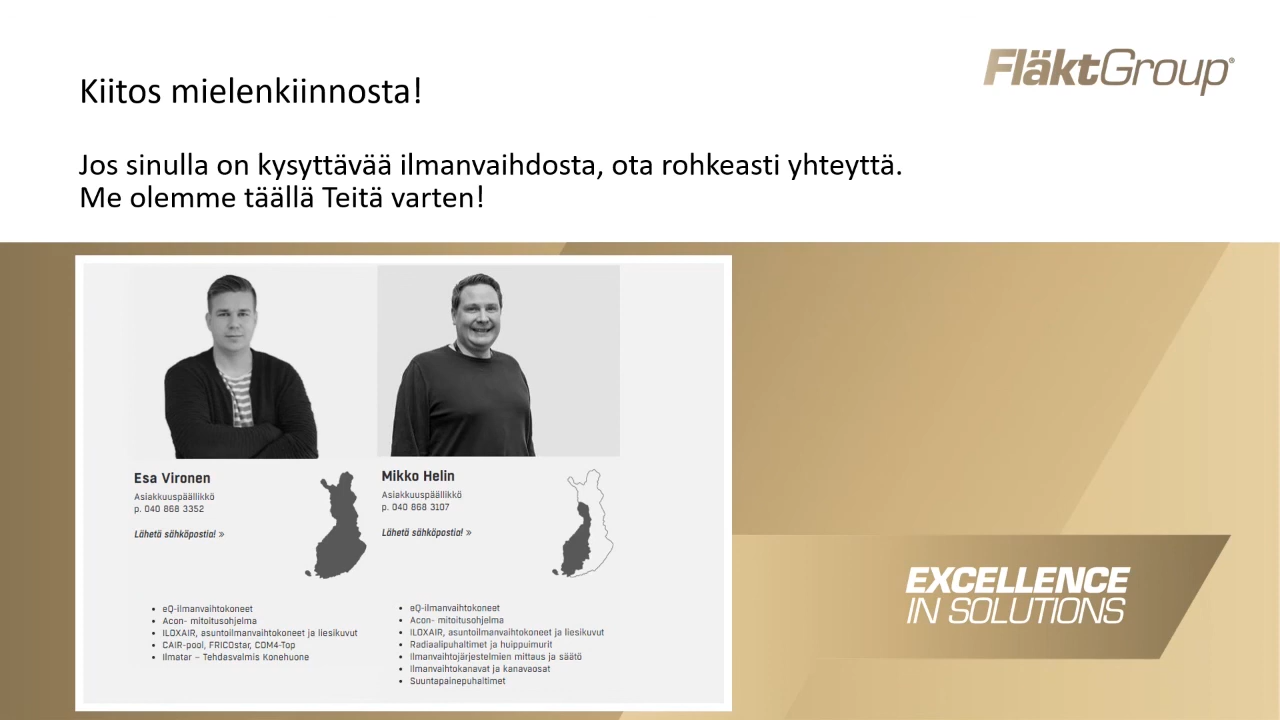 FläktGroup®
Kiitos mielenkiinnosta!
Jos sinulla on kysyttävää ilmanvaihdosta, ota rohkeasti yhteyttä.
Me olemme täällä Teitä varten!
Esa Vironen
Asiakkuuspäällikkö
p. 040 868 3352
Lähetä sähköpostia! »
eQ-ilmanvaihtokoneet
Acon- mitoitusohjelma
ILOXAIR, asuntoilmanvaihtokoneet ja liesikuvut
CAIR-pool, FRICOstar, COM4-Top
Ilmatar – Tehdasvalmis Konehuone
Mikko Helin
Asiakkuuspäällikkö
p. 040 868 3107
Lähetä sähköpostia! »
eQ-ilmanvaihtokoneet
Acon- mitoitusohjelma
ILOXAIR, asuntoilmanvaihtokoneet ja liesikuvut
Radiaalipuhaltimet ja huippuimurit
Ilmanvaihtojärjestelmien mittaus ja säätö
Ilmanvaihtokanavat ja kanavaosat
Suuntapainepuhaltimet
EXCELLENCE
IN SOLUTIONS